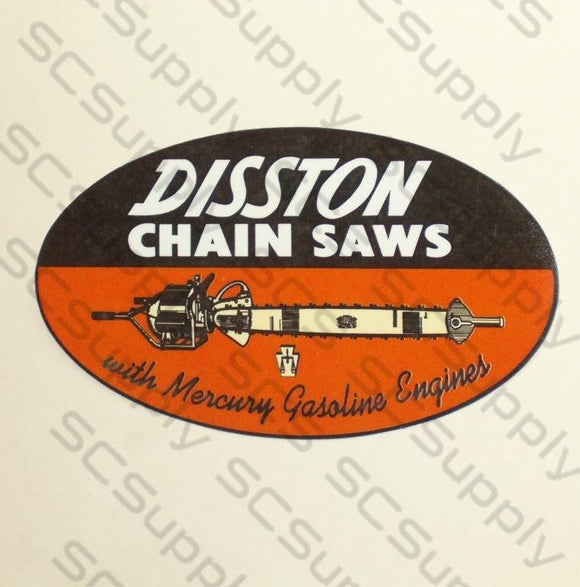 DISSTON
CHAIN SAWS
with Mercury Gasoline Engines
SCSupply